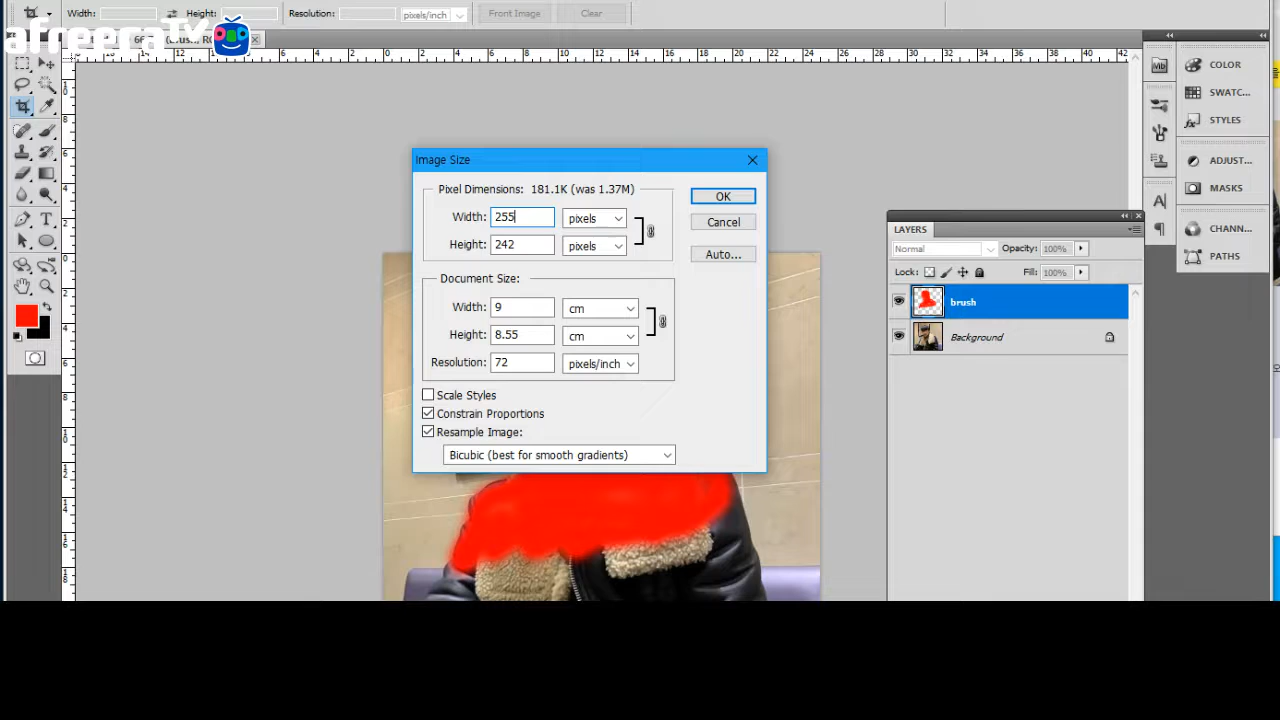 Width:
Height:
Resolution:
pixels/inch
Front Image
Clear
afreecaTV
Image Size
Pixel Dimensions: 181.1K (was 1.37M)
Width: 255 pixels
Height: 242 pixels
OK
Cancel
Auto...
Document Size:
Width: 9 cm
Height: 8.55 cm
Resolution: 72 pixels/inch
Scale Styles
Constrain Proportions
Resample Image:
Bicubic (best for smooth gradients)
LAYERS
Normal Opacity: 100%
Lock: Fill: 100%
brush
Background
COLOR
SWATC...
STYLES
ADJUST...
MASKS
CHANN...
PATHS